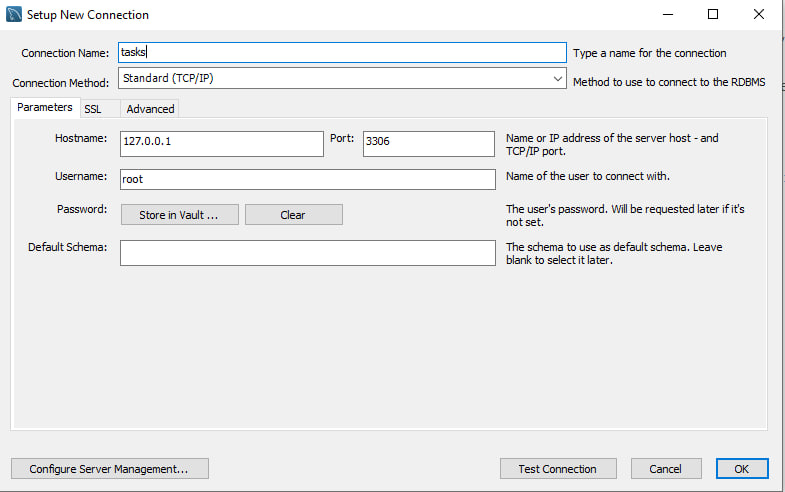 Setup New Connection
Connection Name: tasks Type a name for the connection
Connection Method: Standard (TCP/IP) Method to use to connect to the RDBMS
Parameters SSL Advanced
Hostname: 127.0.0.1 Port: 3306 Name or IP address of the server host - and
TCP/IP port.
Username: root Name of the user to connect with.
Password: Store in Vault ... Clear The user's password. Will be requested later if it's
not set.
Default Schema: The schema to use as default schema. Leave
blank to select it later.
Configure Server Management... Test Connection Cancel OK